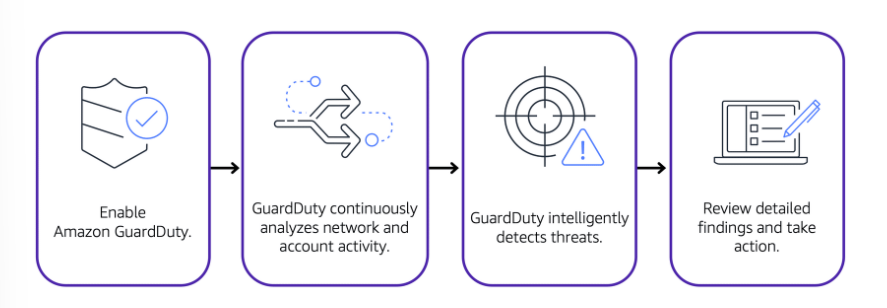 Enable
Amazon GuardDuty.
GuardDuty continuously
analyzes network and
account activity.
GuardDuty intelligently
detects threats.
Review detailed
findings and take
action.